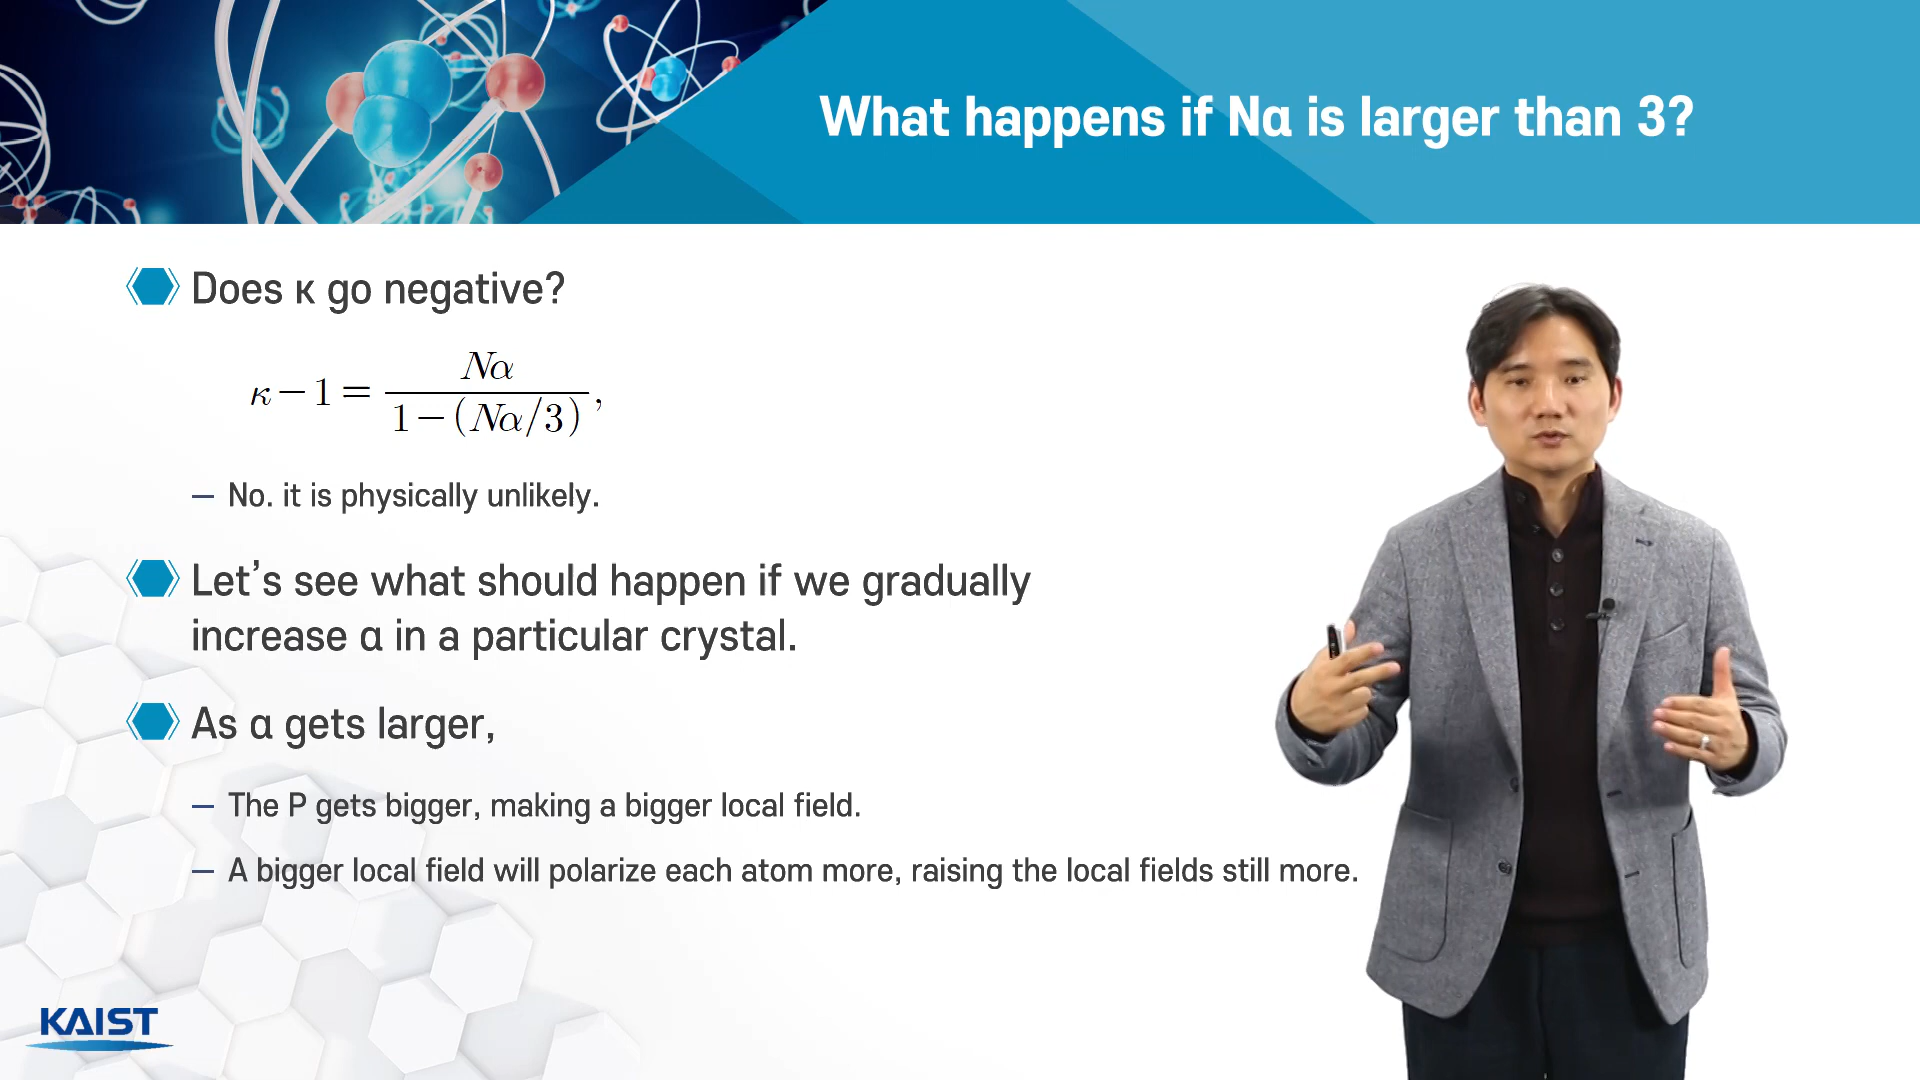 What happens if Nα is larger than 3?
Does κ go negative?
κ − 1 = Nα / (1 − (Nα/3)),
— No. it is physically unlikely.
Let’s see what should happen if we gradually
increase α in a particular crystal.
As α gets larger,
— The P gets bigger, making a bigger local field.
— A bigger local field will polarize each atom more, raising the local fields still more.
KAIST